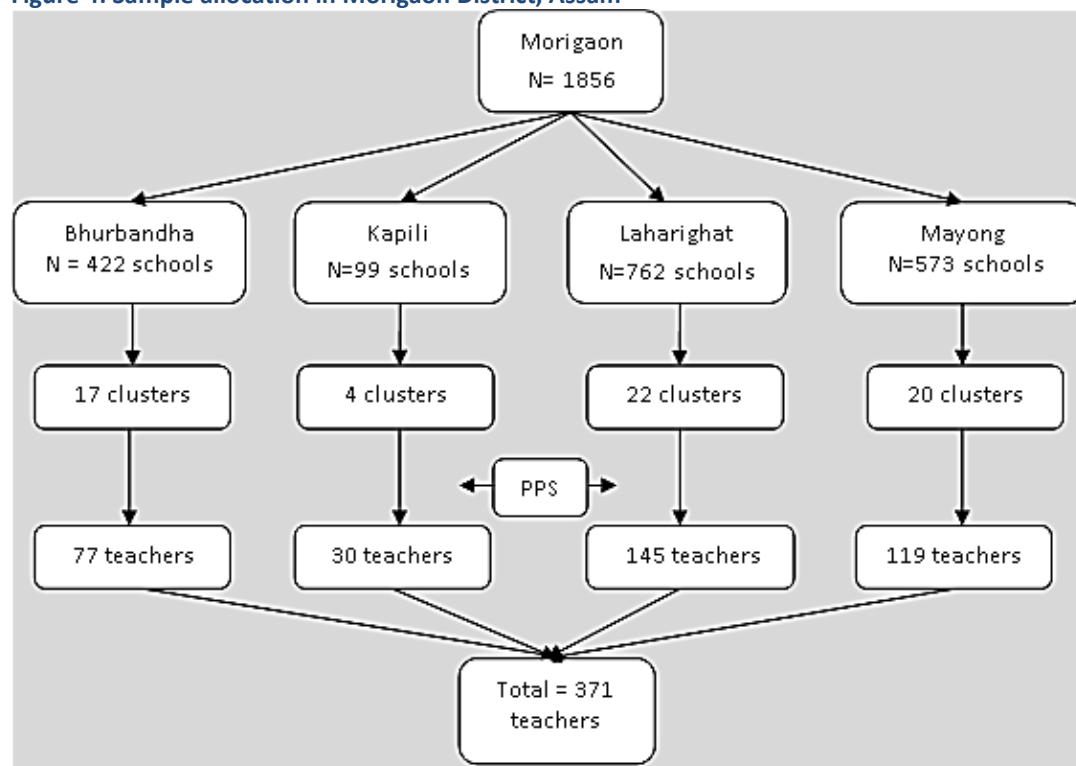 Figure 4: Sample allocation in Morigaon District, Assam
Morigaon
N= 1856
Bhurbandha
N = 422 schools
Kapili
N=99 schools
Laharighat
N=762 schools
Mayong
N=573 schools
17 clusters
4 clusters
22 clusters
20 clusters
PPS
77 teachers
30 teachers
145 teachers
119 teachers
Total = 371
teachers